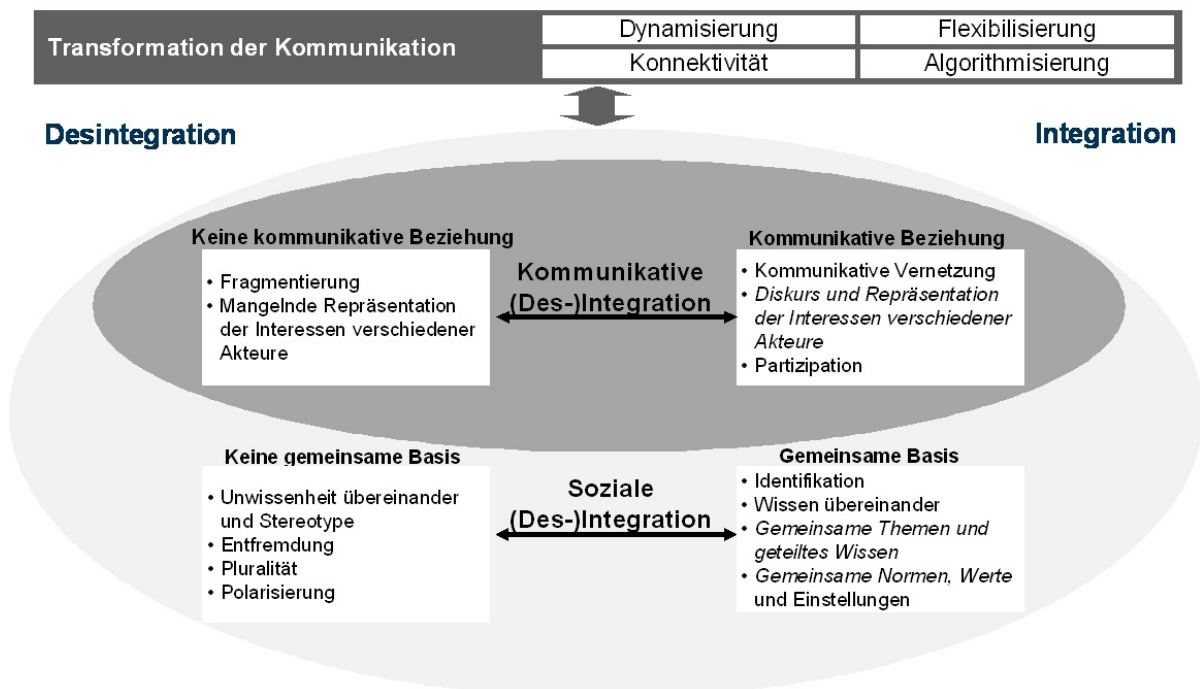 Transformation der Kommunikation
Dynamisierung
Flexibilisierung
Konnektivität
Algorithmisierung
Desintegration
Integration
Keine kommunikative Beziehung
• Fragmentierung
• Mangelnde Repräsentation
der Interessen verschiedener
Akteure
Kommunikative
(Des-)Integration
Kommunikative Beziehung
• Kommunikative Vernetzung
• Diskurs und Repräsentation
der Interessen verschiedener
Akteure
• Partizipation
Keine gemeinsame Basis
• Unwissenheit übereinander
und Stereotype
• Entfremdung
• Pluralität
• Polarisierung
Soziale
(Des-)Integration
Gemeinsame Basis
• Identifikation
• Wissen übereinander
• Gemeinsame Themen und
geteiltes Wissen
• Gemeinsame Normen, Werte
und Einstellungen